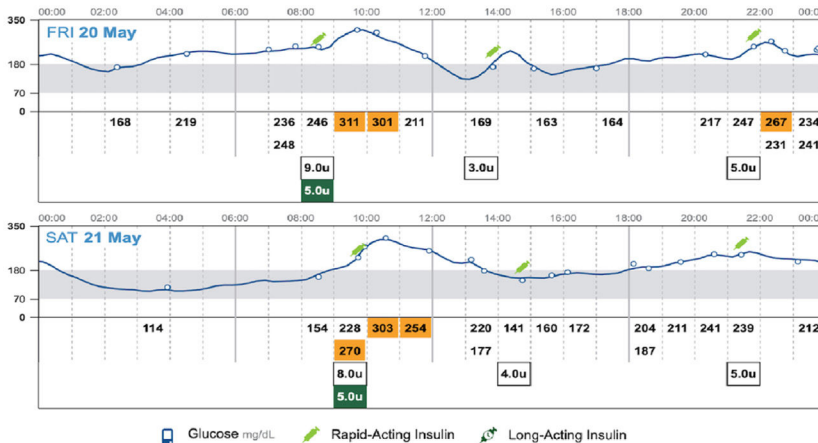 00:00 02:00 04:00 06:00 08:00 10:00 12:00 14:00 16:00 18:00 20:00 22:00 00:0
350
FRI 20 May
180
70
0
168 219 236 246 311 301 211 169 163 164 217 247 267 234
248 231 241
9.0u 3.0u 5.0u
5.0u
00:00 02:00 04:00 06:00 08:00 10:00 12:00 14:00 16:00 18:00 20:00 22:00 00:0
350
SAT 21 May
180
70
0
114 154 228 303 254 220 141 160 172 204 211 241 239 212
270 177 187
8.0u 4.0u 5.0u
5.0u
Glucose mg/dL Rapid-Acting Insulin Long-Acting Insulin